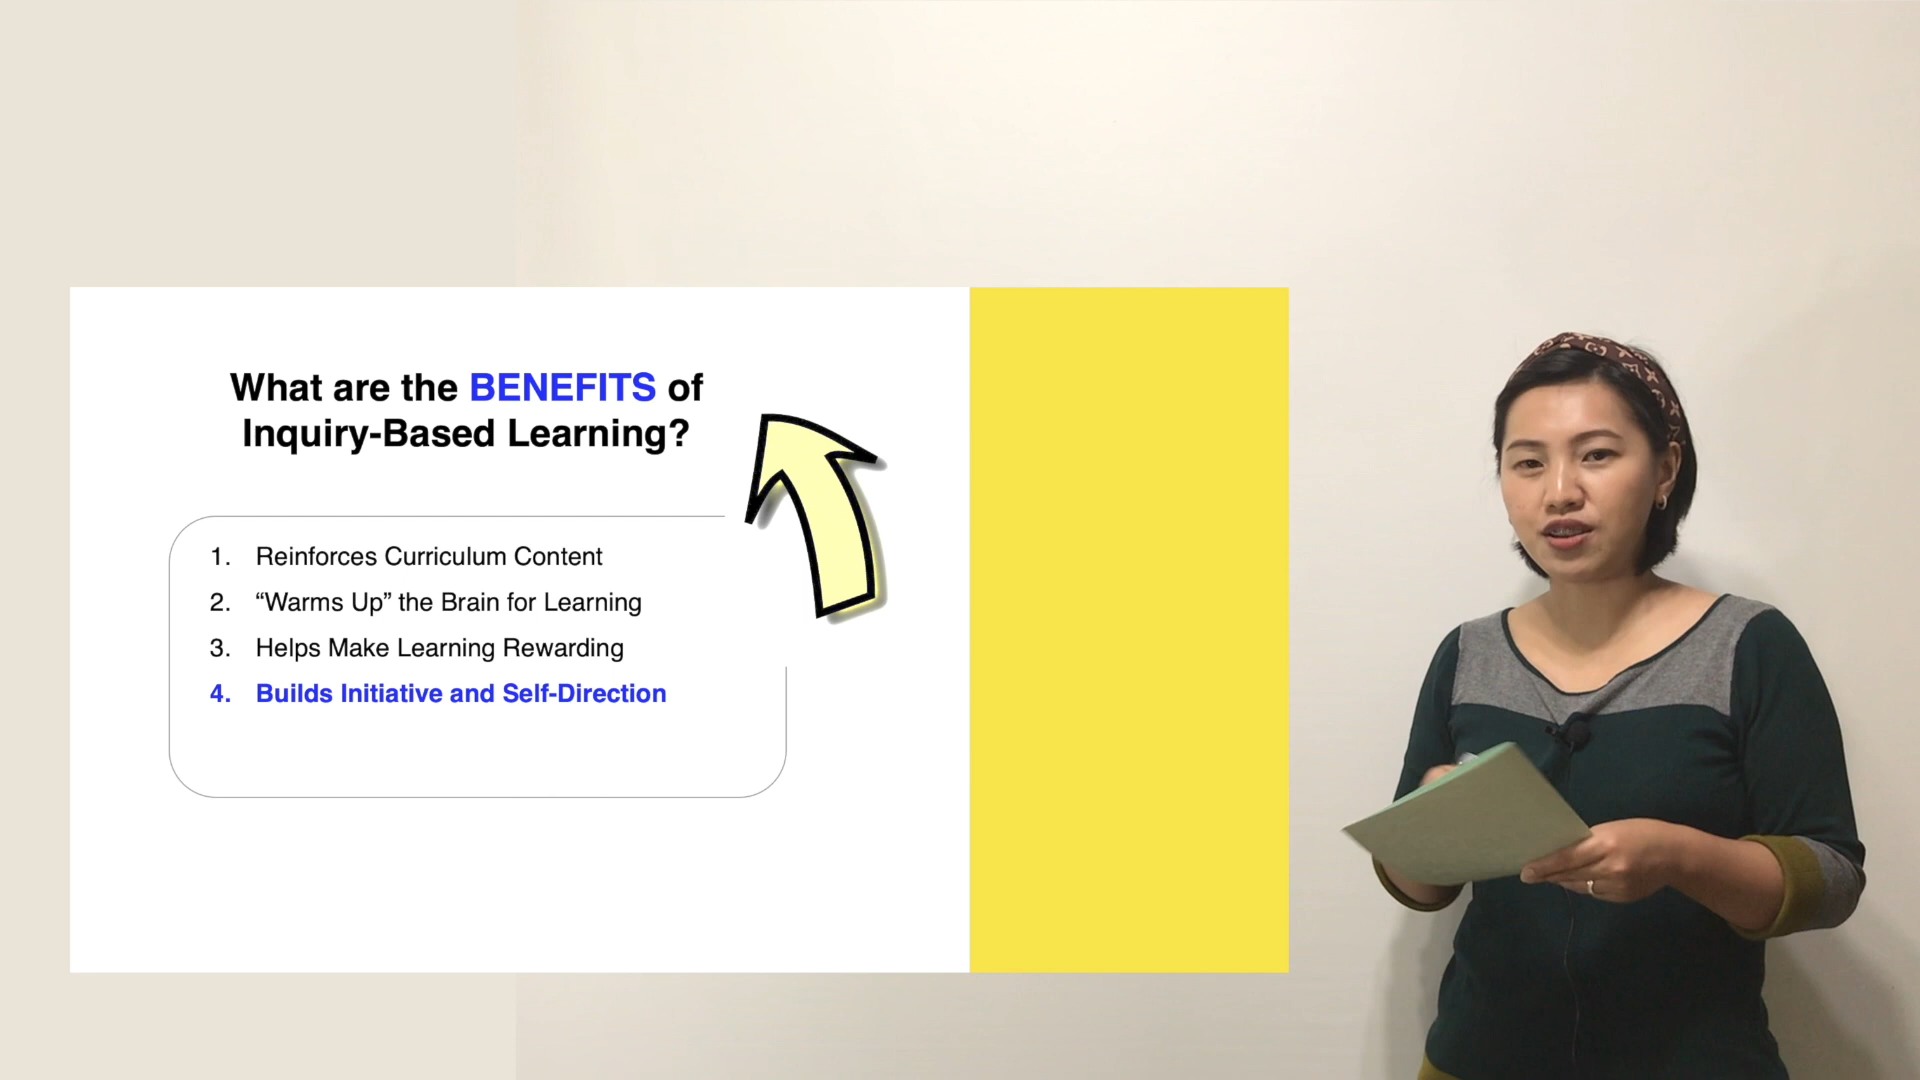 What are the BENEFITS of
Inquiry-Based Learning?
1. Reinforces Curriculum Content
2. “Warms Up” the Brain for Learning
3. Helps Make Learning Rewarding
4. Builds Initiative and Self-Direction